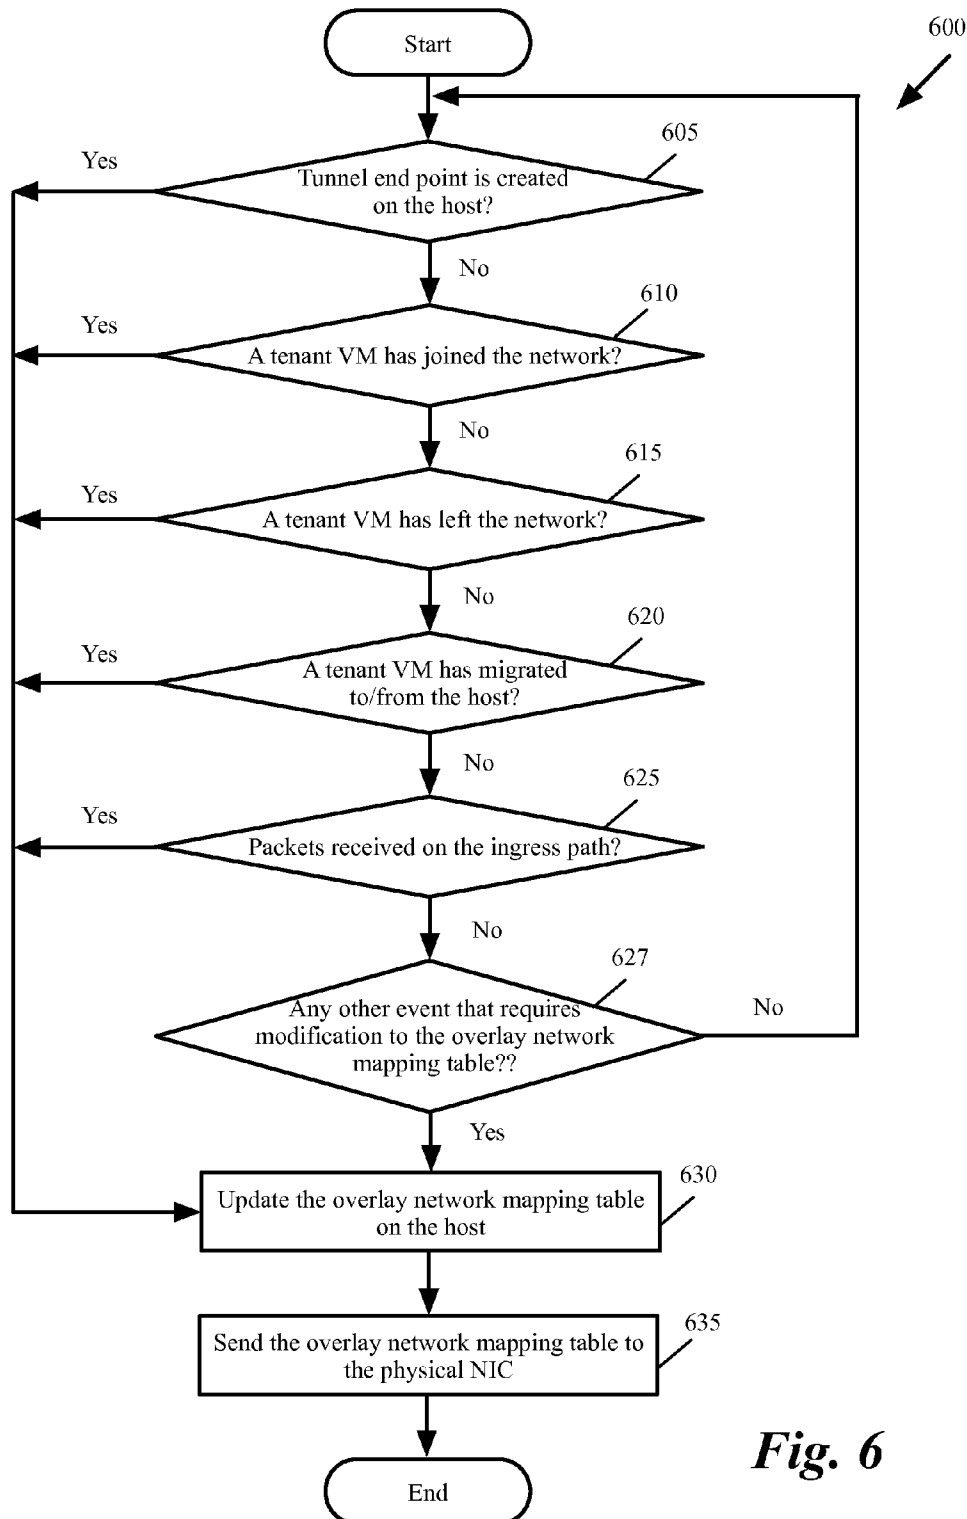 Start
600
605
Yes
Tunnel end point is created
on the host?
No
610
Yes
A tenant VM has joined the network?
No
615
Yes
A tenant VM has left the network?
No
620
Yes
A tenant VM has migrated
to/from the host?
No
625
Yes
Packets received on the ingress path?
No
627
Any other event that requires
modification to the overlay network
mapping table??
No
Yes
630
Update the overlay network mapping table
on the host
635
Send the overlay network mapping table to
the physical NIC
Fig. 6
End